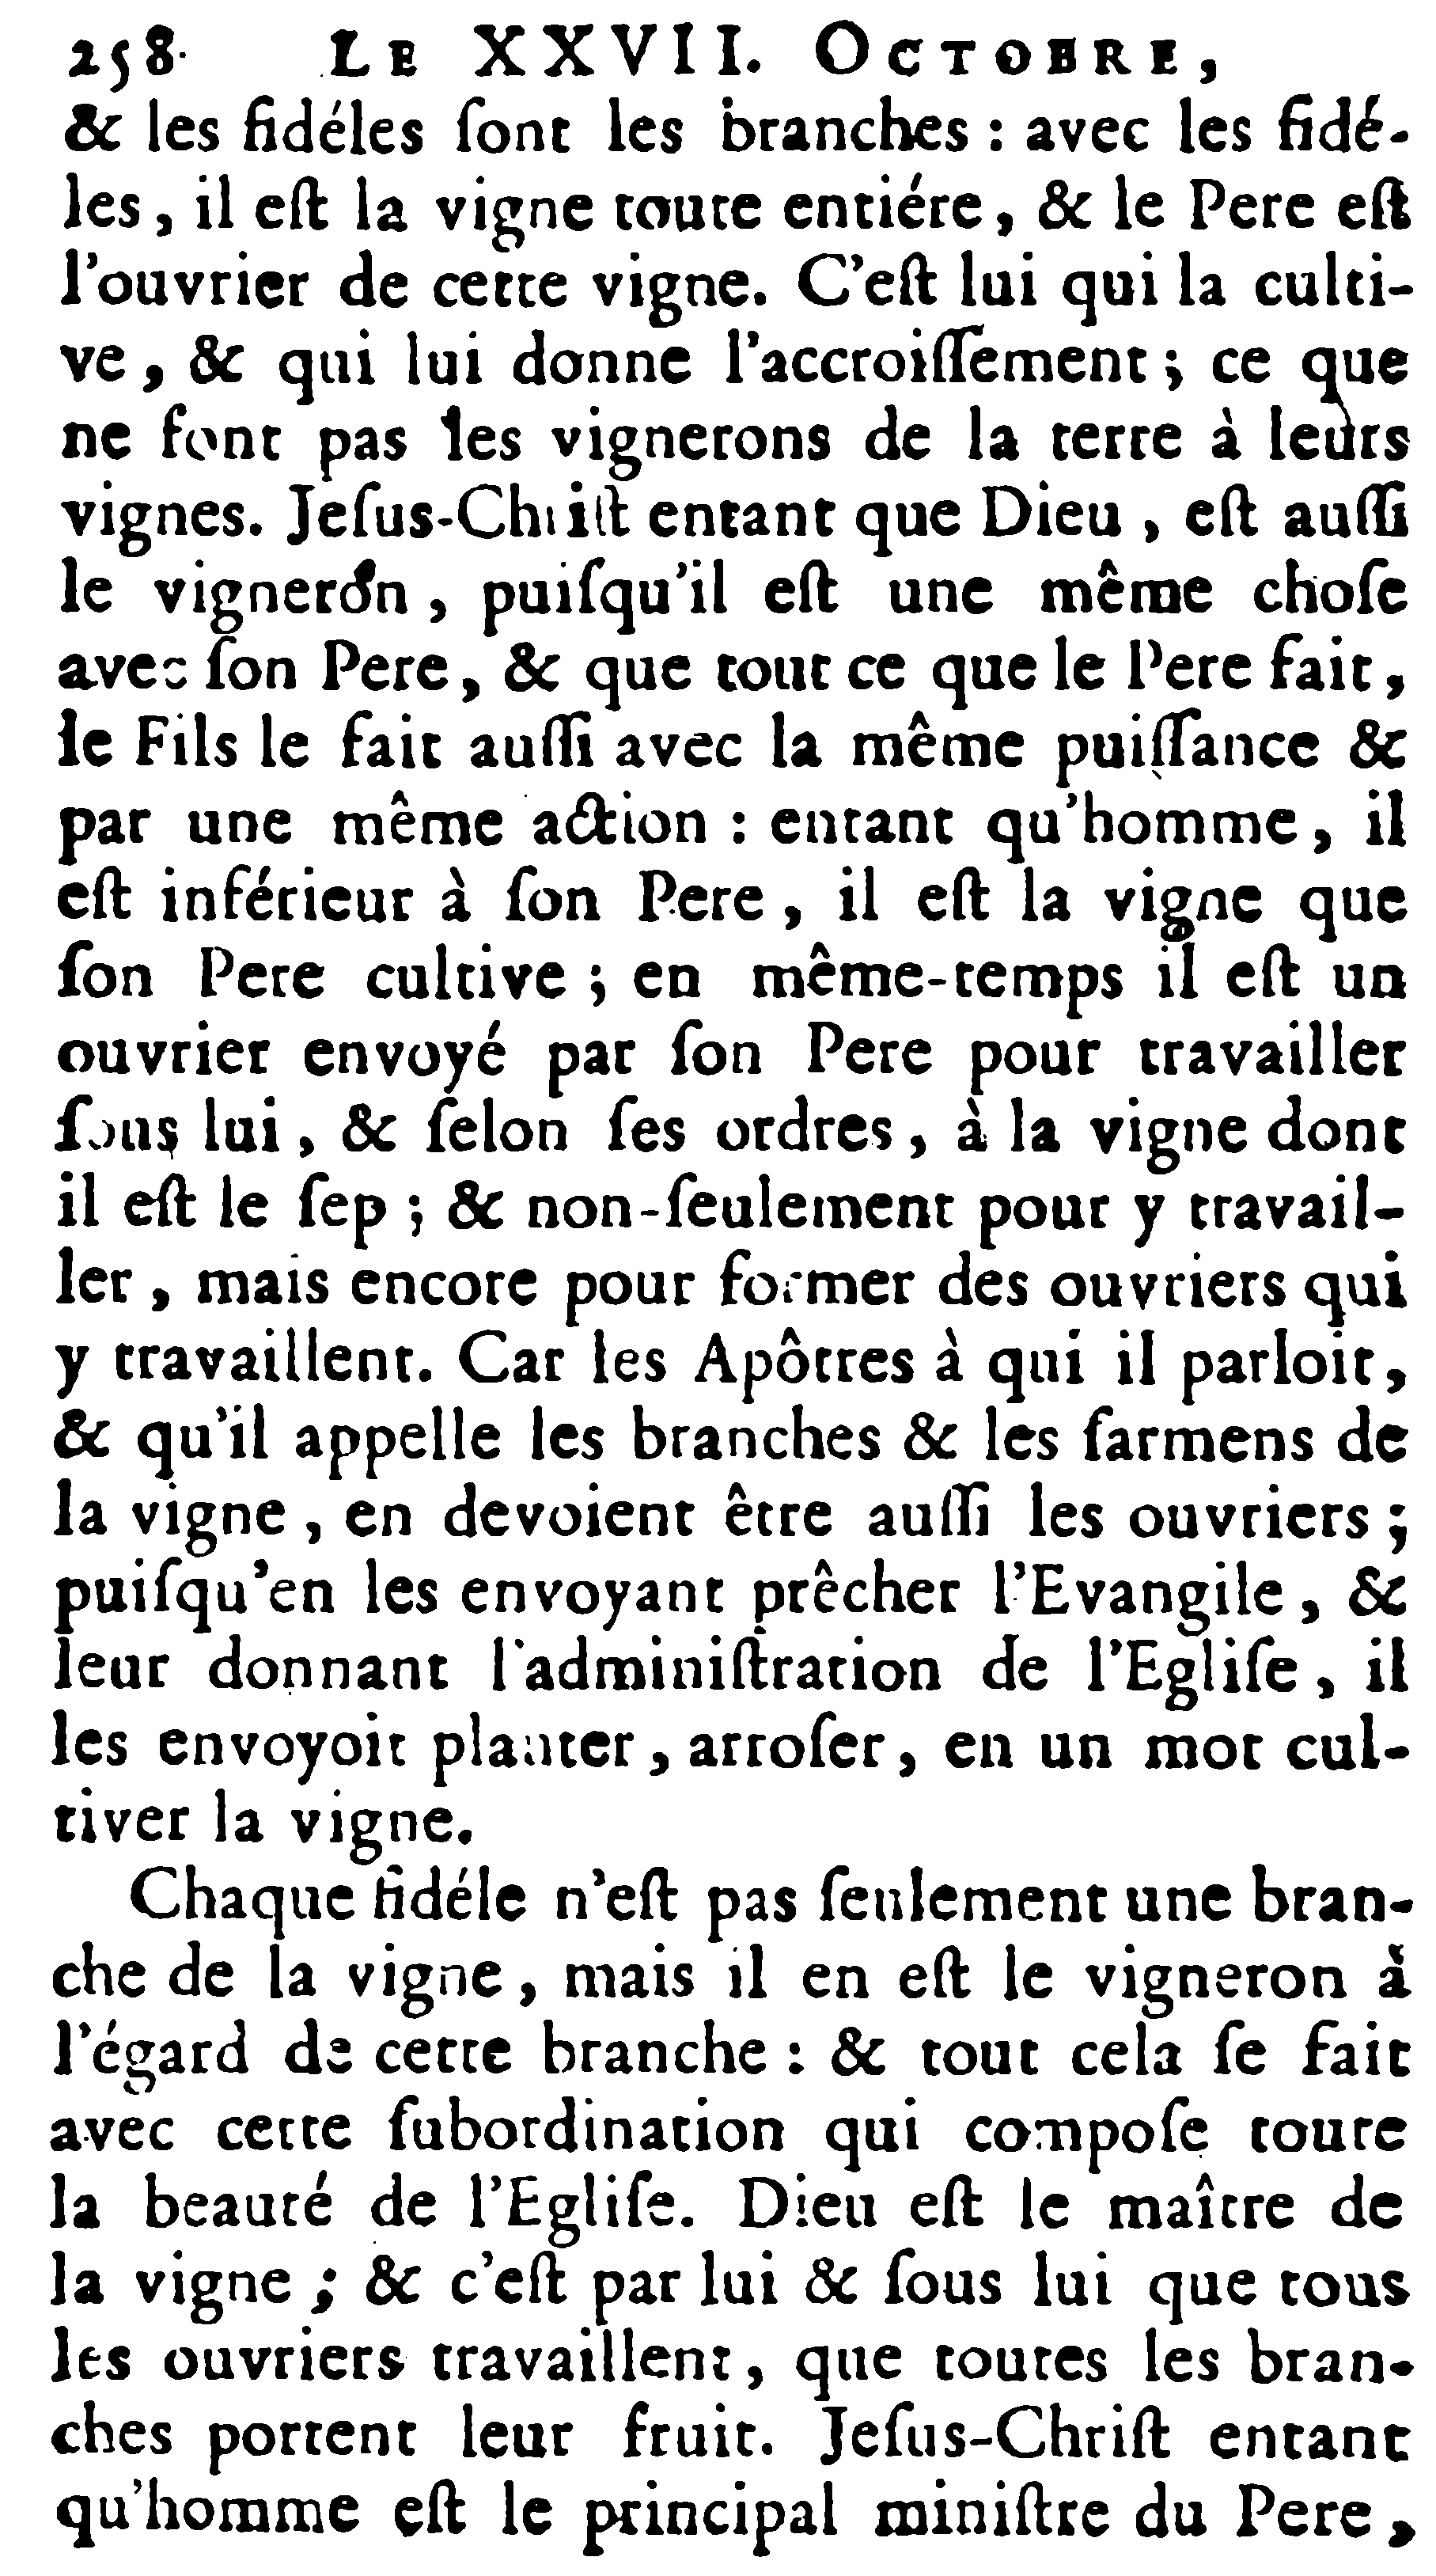 258. LE XXVII. OCTOBRE,
& les fidéles ſont les branches : avec les fidé-
les, il eſt la vigne toute entiére, & le Pere eſt
l'ouvrier de cette vigne. C'eſt lui qui la culti-
ve, & qui lui donne l'accroiſſement ; ce que
ne font pas les vignerons de la terre à leurs
vignes. Jeſus-Chriſt entant que Dieu, eſt auſſi
le vigneron, puiſqu'il eſt une même choſe
avec ſon Pere, & que tout ce que le Pere fait,
le Fils le fait auſſi avec la même puiſſance &
par une même action : entant qu'homme, il
eſt inférieur à ſon Pere, il eſt la vigne que
ſon Pere cultive ; en même-temps il eſt un
ouvrier envoyé par ſon Pere pour travailler
ſous lui, & ſelon ſes ordres, à la vigne dont
il eſt le ſep ; & non-ſeulement pour y travail-
ler, mais encore pour former des ouvriers qui
y travaillent. Car les Apôtres à qui il parloit,
& qu'il appelle les branches & les ſarmens de
la vigne, en devoient être auſſi les ouvriers ;
puiſqu'en les envoyant prêcher l'Evangile, &
leur donnant l'adminiſtration de l'Egliſe, il
les envoyoit planter, arroſer, en un mot cul-
tiver la vigne.
Chaque fidéle n'eſt pas ſeulement une bran-
che de la vigne, mais il en eſt le vigneron à
l'égard de cette branche : & tout cela ſe fait
avec cette ſubordination qui compoſe toute
la beauté de l'Egliſe. Dieu eſt le maître de
la vigne ; & c'eſt par lui & ſous lui que tous
les ouvriers travaillent, que toutes les bran-
ches portent leur fruit. Jeſus-Chriſt entant
qu'homme eſt le principal miniſtre du Pere,